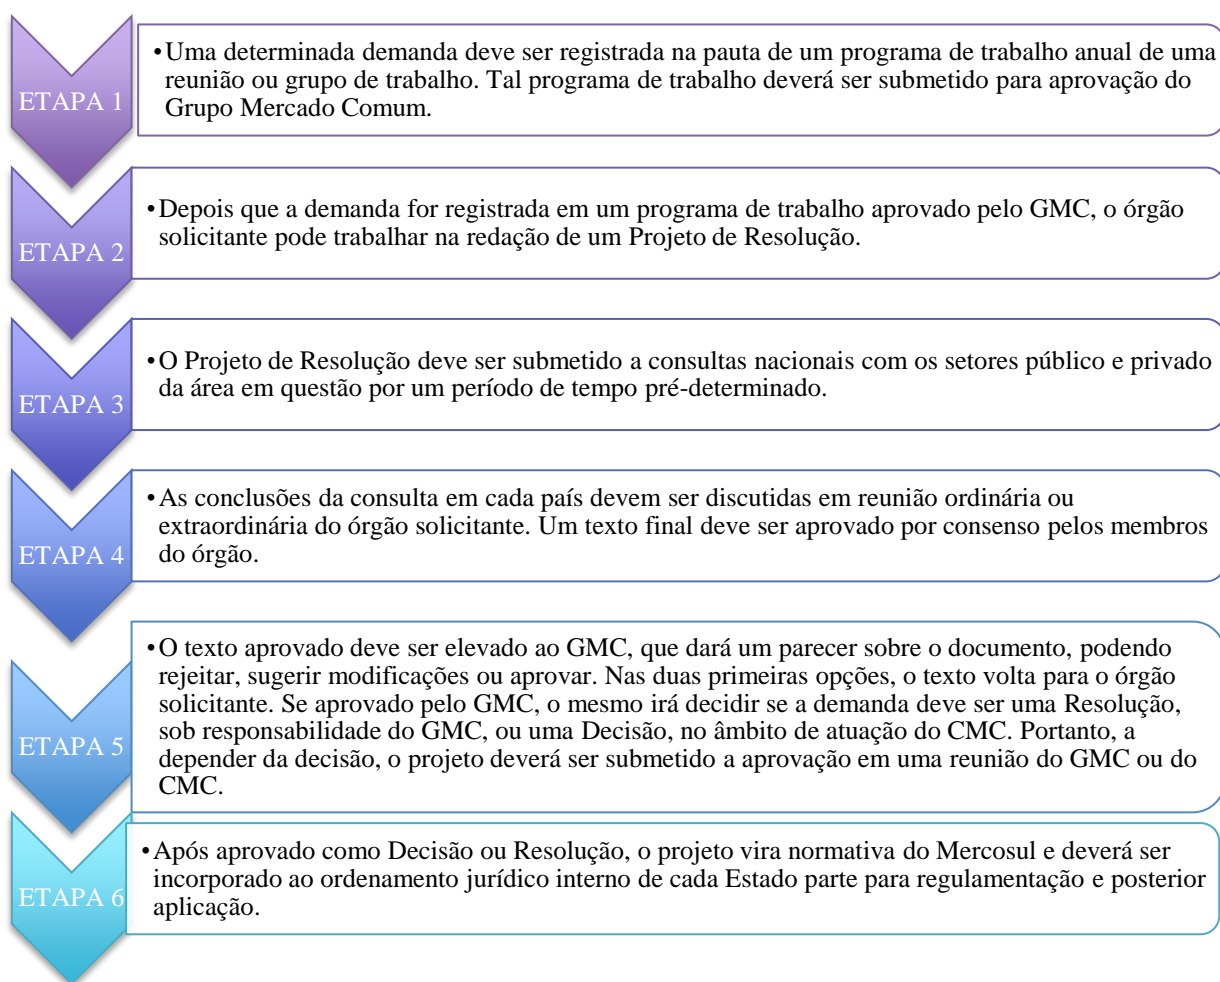 ETAPA 1
•Uma determinada demanda deve ser registrada na pauta de um programa de trabalho anual de uma
reunião ou grupo de trabalho. Tal programa de trabalho deverá ser submetido para aprovação do
Grupo Mercado Comum.
ETAPA 2
•Depois que a demanda for registrada em um programa de trabalho aprovado pelo GMC, o órgão
solicitante pode trabalhar na redação de um Projeto de Resolução.
ETAPA 3
•O Projeto de Resolução deve ser submetido a consultas nacionais com os setores público e privado
da área em questão por um período de tempo pré-determinado.
ETAPA 4
•As conclusões da consulta em cada país devem ser discutidas em reunião ordinária ou
extraordinária do órgão solicitante. Um texto final deve ser aprovado por consenso pelos membros
do órgão.
ETAPA 5
•O texto aprovado deve ser elevado ao GMC, que dará um parecer sobre o documento, podendo
rejeitar, sugerir modificações ou aprovar. Nas duas primeiras opções, o texto volta para o órgão
solicitante. Se aprovado pelo GMC, o mesmo irá decidir se a demanda deve ser uma Resolução,
sob responsabilidade do GMC, ou uma Decisão, no âmbito de atuação do CMC. Portanto, a
depender da decisão, o projeto deverá ser submetido a aprovação em uma reunião do GMC ou do
CMC.
ETAPA 6
•Após aprovado como Decisão ou Resolução, o projeto vira normativa do Mercosul e deverá ser
incorporado ao ordenamento jurídico interno de cada Estado parte para regulamentação e posterior
aplicação.